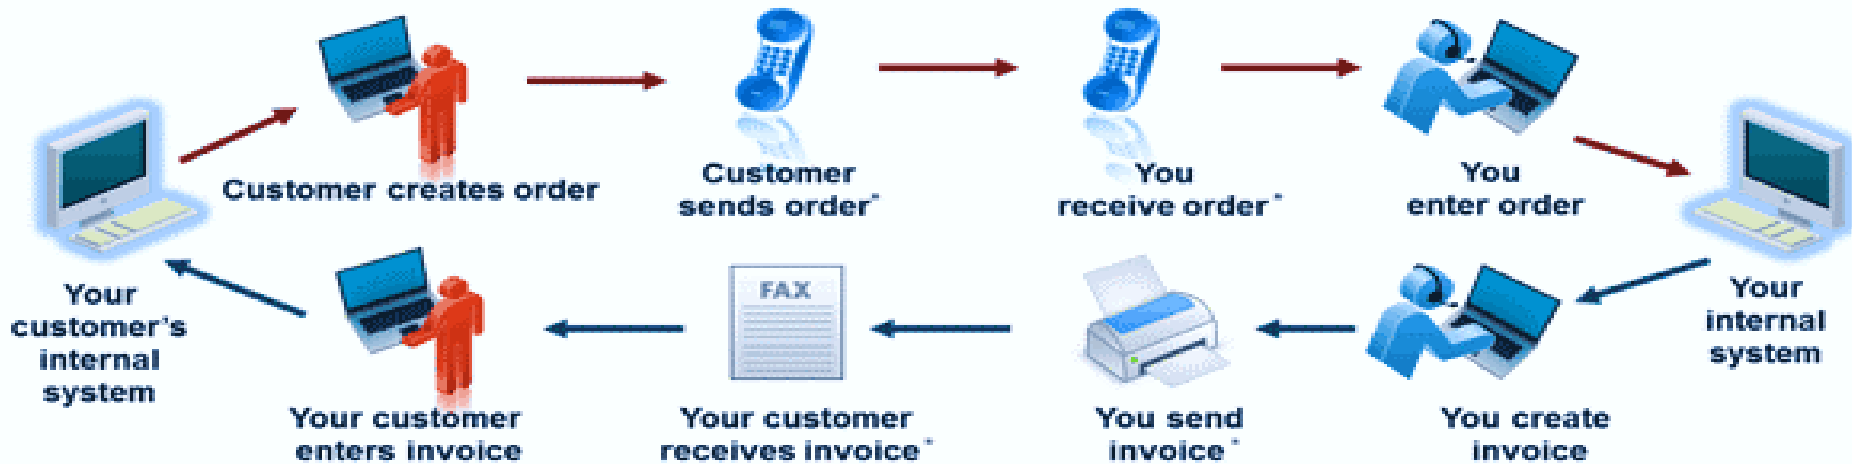 Customer creates order
Customer
sends order*
You
receive order*
You
enter order
Your
customer's
internal
system
FAX
Your
internal
system
Your customer
enters invoice
Your customer
receives invoice*
You send
invoice*
You create
invoice